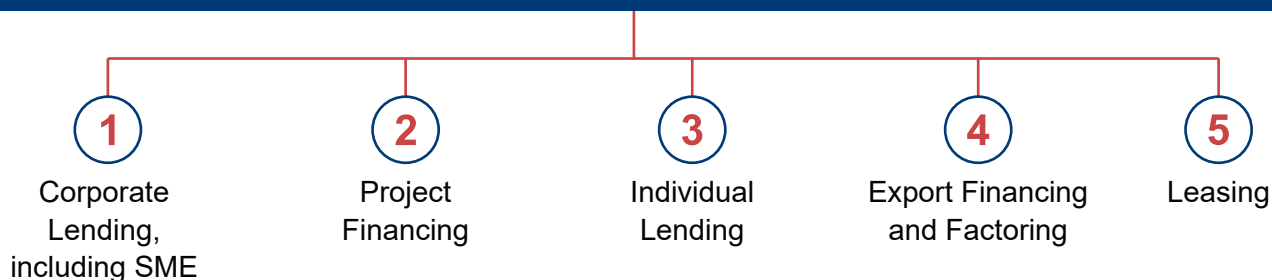 1
Corporate
Lending,
including SME
2
Project
Financing
3
Individual
Lending
4
Export Financing
and Factoring
5
Leasing